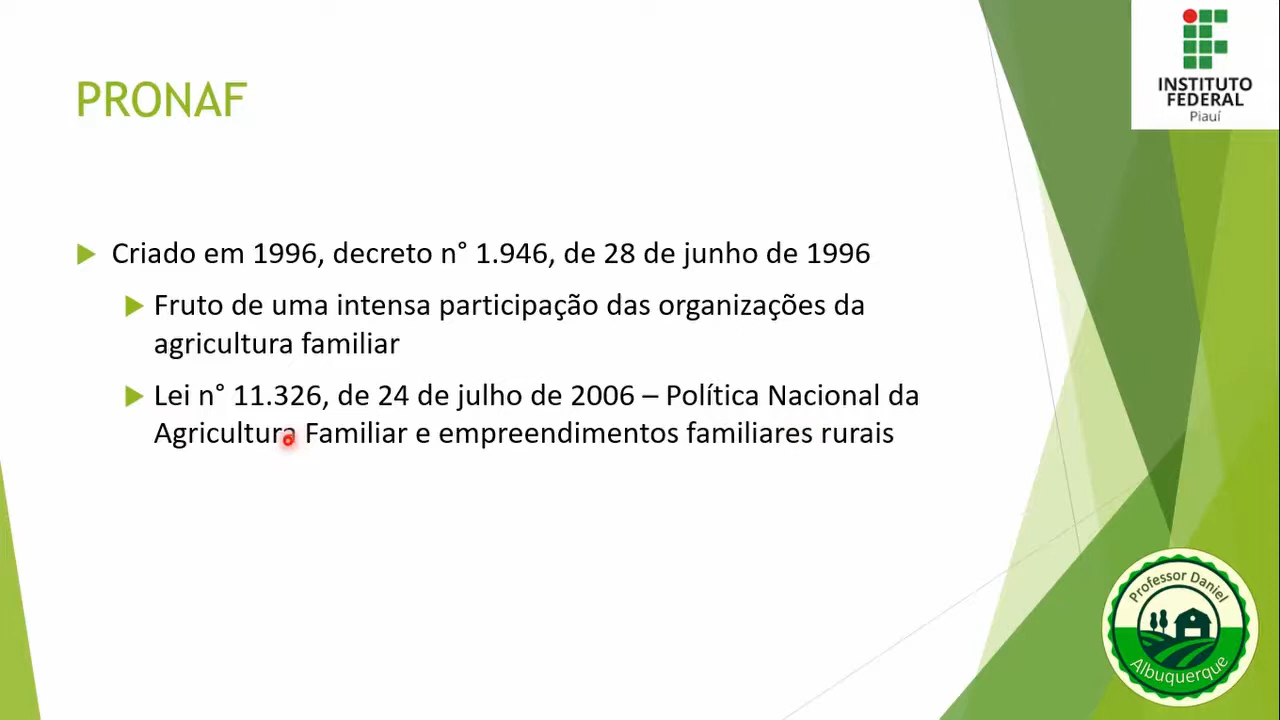 INSTITUTO
FEDERAL
Piauí
PRONAF
Criado em 1996, decreto n° 1.946, de 28 de junho de 1996
Fruto de uma intensa participação das organizações da
agricultura familiar
Lei n° 11.326, de 24 de julho de 2006 – Política Nacional da
Agricultura Familiar e empreendimentos familiares rurais
Professor Daniel
Albuquerque